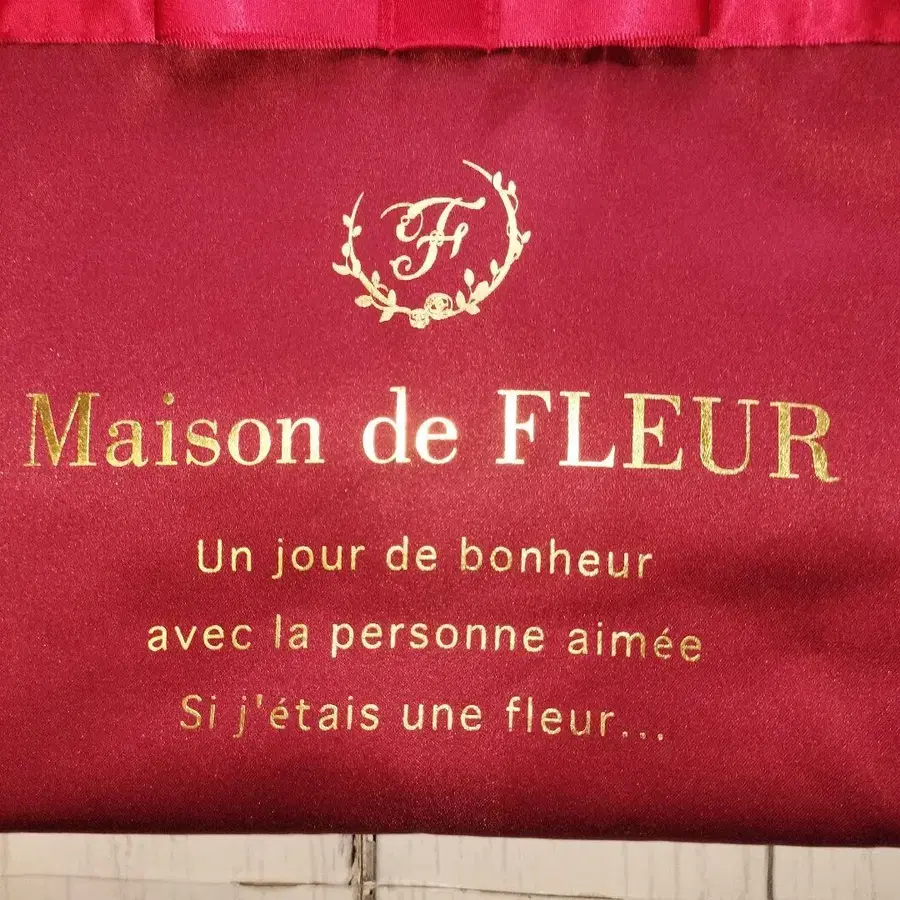 F
Maison de FLEUR
Un jour de bonheur
avec la personne aimée
Si j'étais une fleur...